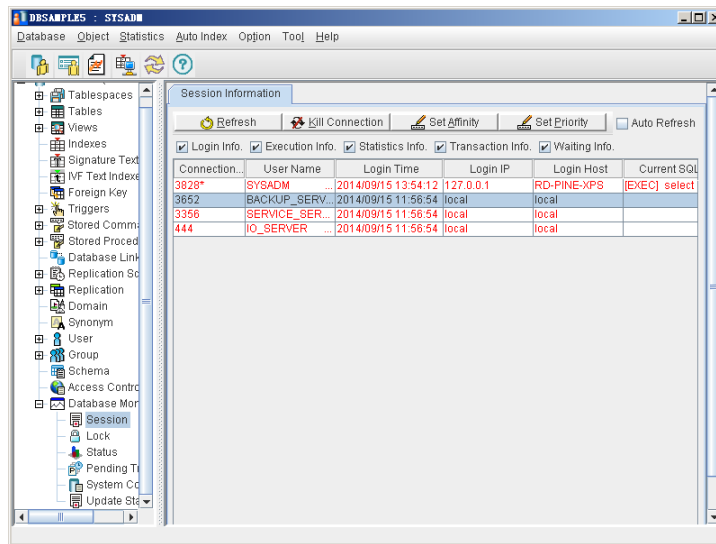 DBSAMPLE5 : SYSADM
Database Object Statistics Auto Index Option Tool Help
Tablespaces
Tables
Views
Indexes
Signature Text
IVF Text Indexe
Foreign Key
Triggers
Stored Comma
Stored Proced
Database Link
Replication Sc
Replication
Domain
Synonym
User
Group
Schema
Access Contro
Database Mon
Session
Lock
Status
Pending Tr
System Co
Update Sta
Session Information
Refresh Kill Connection Set Affinity Set Priority Auto Refresh
Login Info. Execution Info. Statistics Info. Transaction Info. Waiting Info.
Connection... User Name Login Time Login IP Login Host Current SQL
3828* SYSADM ... 2014/09/15 13:54:12 127.0.0.1 RD-PINE-XPS [EXEC] select
3652 BACKUP_SERV... 2014/09/15 11:56:54 local local
3356 SERVICE_SER... 2014/09/15 11:56:54 local local
444 IO_SERVER ... 2014/09/15 11:56:54 local local